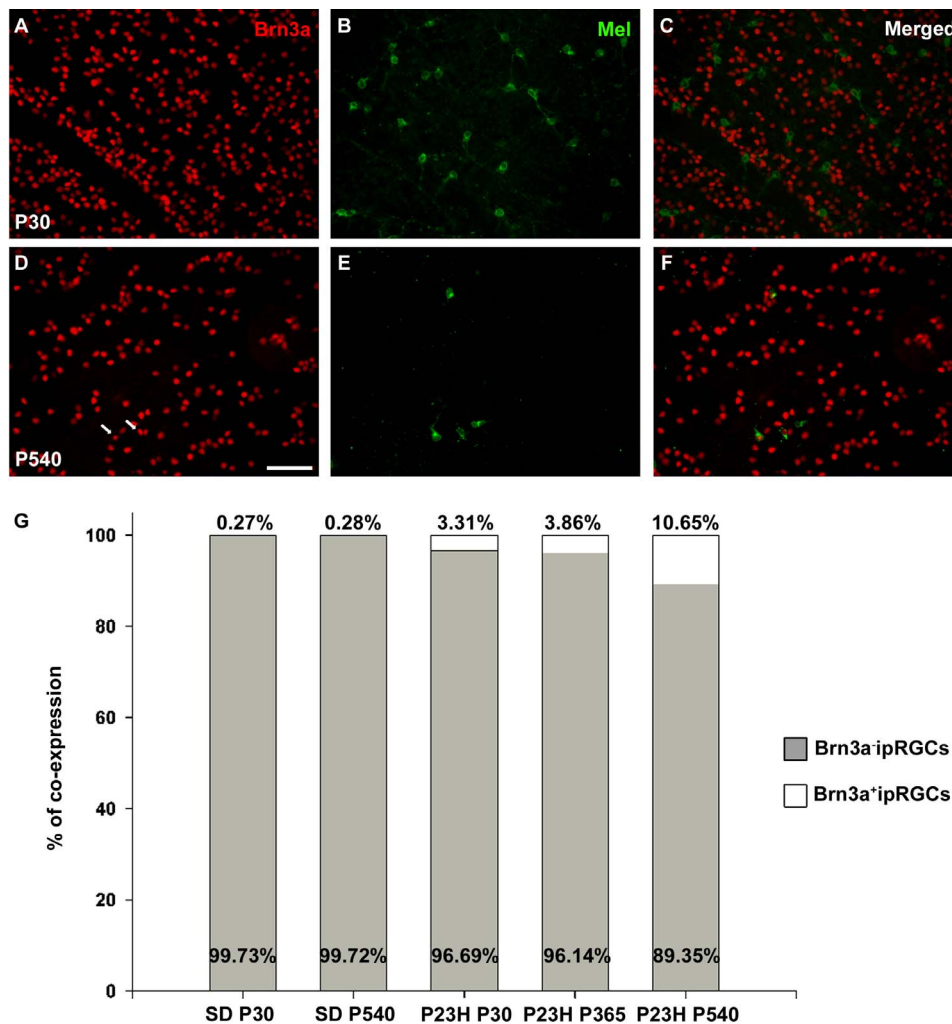 A Brn3a B Mel C Merged
P30
D E F
P540
G 0.27% 0.28% 3.31% 3.86% 10.65%
100
80
60
40
20
0
% of co-expression
99.73% 99.72% 96.69% 96.14% 89.35%
SD P30 SD P540 P23H P30 P23H P365 P23H P540
Brn3a⁻ipRGCs
Brn3a⁺ipRGCs